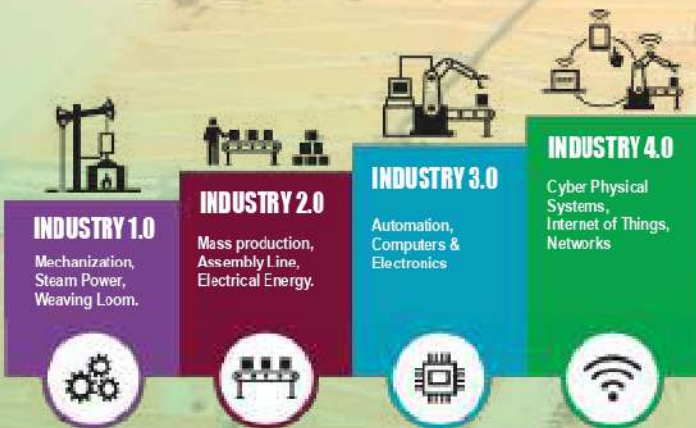 INDUSTRY 1.0
Mechanization,
Steam Power,
Weaving Loom.
INDUSTRY 2.0
Mass production,
Assembly Line,
Electrical Energy.
INDUSTRY 3.0
Automation,
Computers &
Electronics
INDUSTRY 4.0
Cyber Physical
Systems,
Internet of Things,
Networks